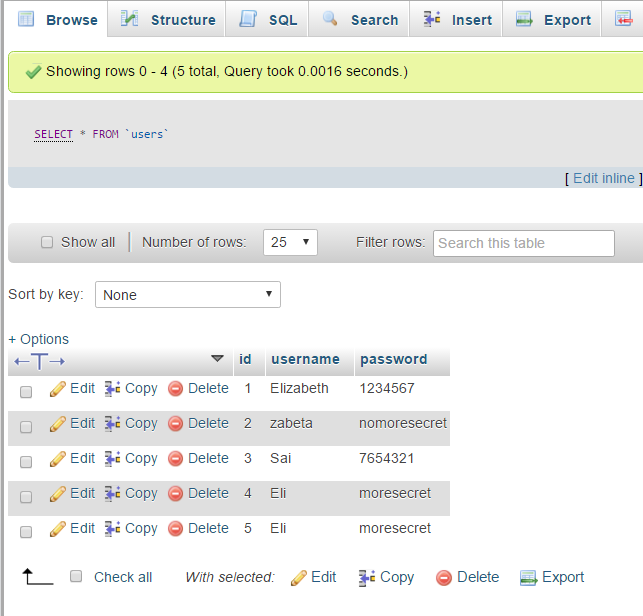 Browse Structure SQL Search Insert Export
Showing rows 0 - 4 (5 total, Query took 0.0016 seconds.)
SELECT * FROM `users`
[ Edit inline ]
Show all Number of rows: 25 Filter rows: Search this table
Sort by key: None
+ Options
id username password
Edit Copy Delete 1 Elizabeth 1234567
Edit Copy Delete 2 zabeta nomoresecret
Edit Copy Delete 3 Sai 7654321
Edit Copy Delete 4 Eli moresecret
Edit Copy Delete 5 Eli moresecret
Check all With selected: Edit Copy Delete Export